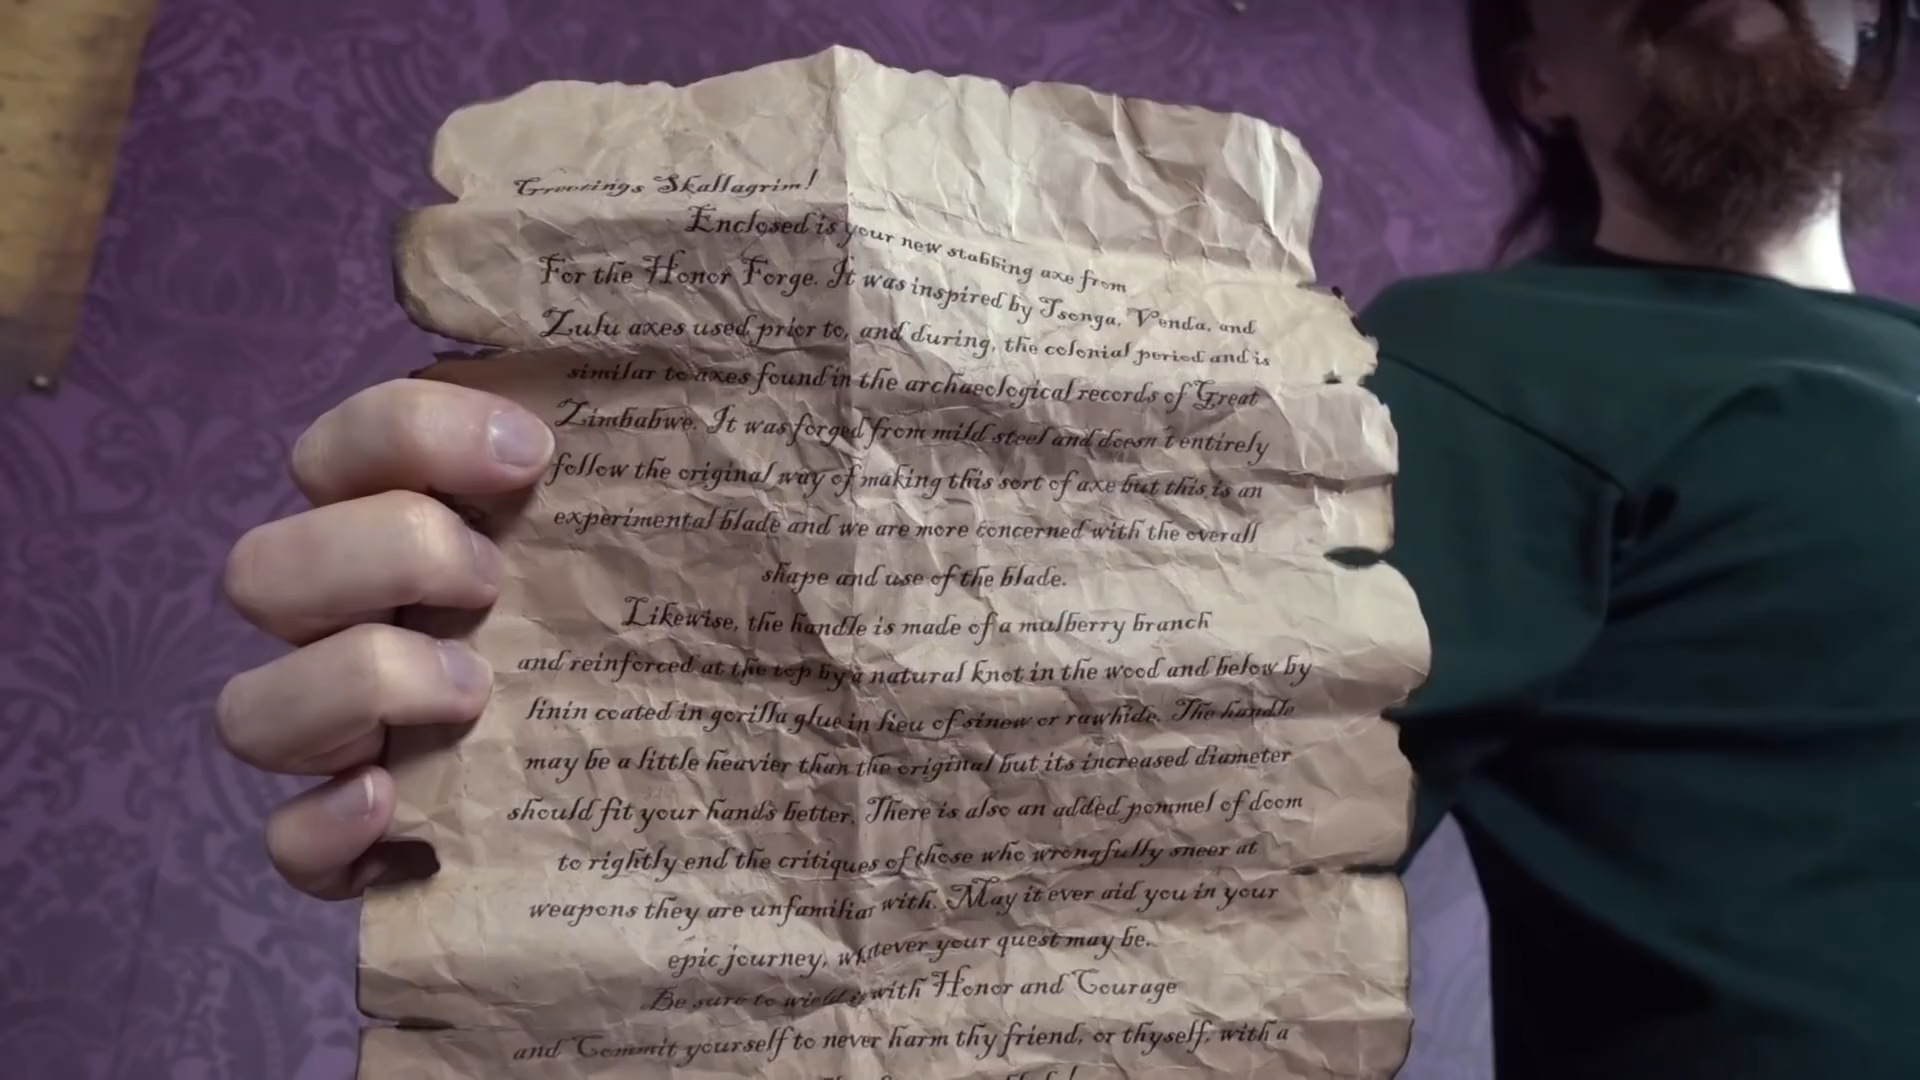 Greetings Skallagrim!
Enclosed is your new stabbing axe from
For the Honor Forge. It was inspired by Tsonga, Venda, and
Zulu axes used prior to, and during, the colonial period and is
similar to axes found in the archaeological records of Great
Zimbabwe. It was forged from mild steel and doesn't entirely
follow the original way of making this sort of axe but this is an
experimental blade and we are more concerned with the overall
shape and use of the blade.
Likewise, the handle is made of a mulberry branch
and reinforced at the top by a natural knot in the wood and below by
linin coated in gorilla glue in lieu of sinew or rawhide. The handle
may be a little heavier than the original but its increased diameter
should fit your hands better. There is also an added pommel of doom
to rightly end the critiques of those who wrongfully sneer at
weapons they are unfamiliar with. May it ever aid you in your
epic journey, whatever your quest may be.
Be sure to wield it with Honor and Courage
and Commit yourself to never harm thy friend, or thyself, with a